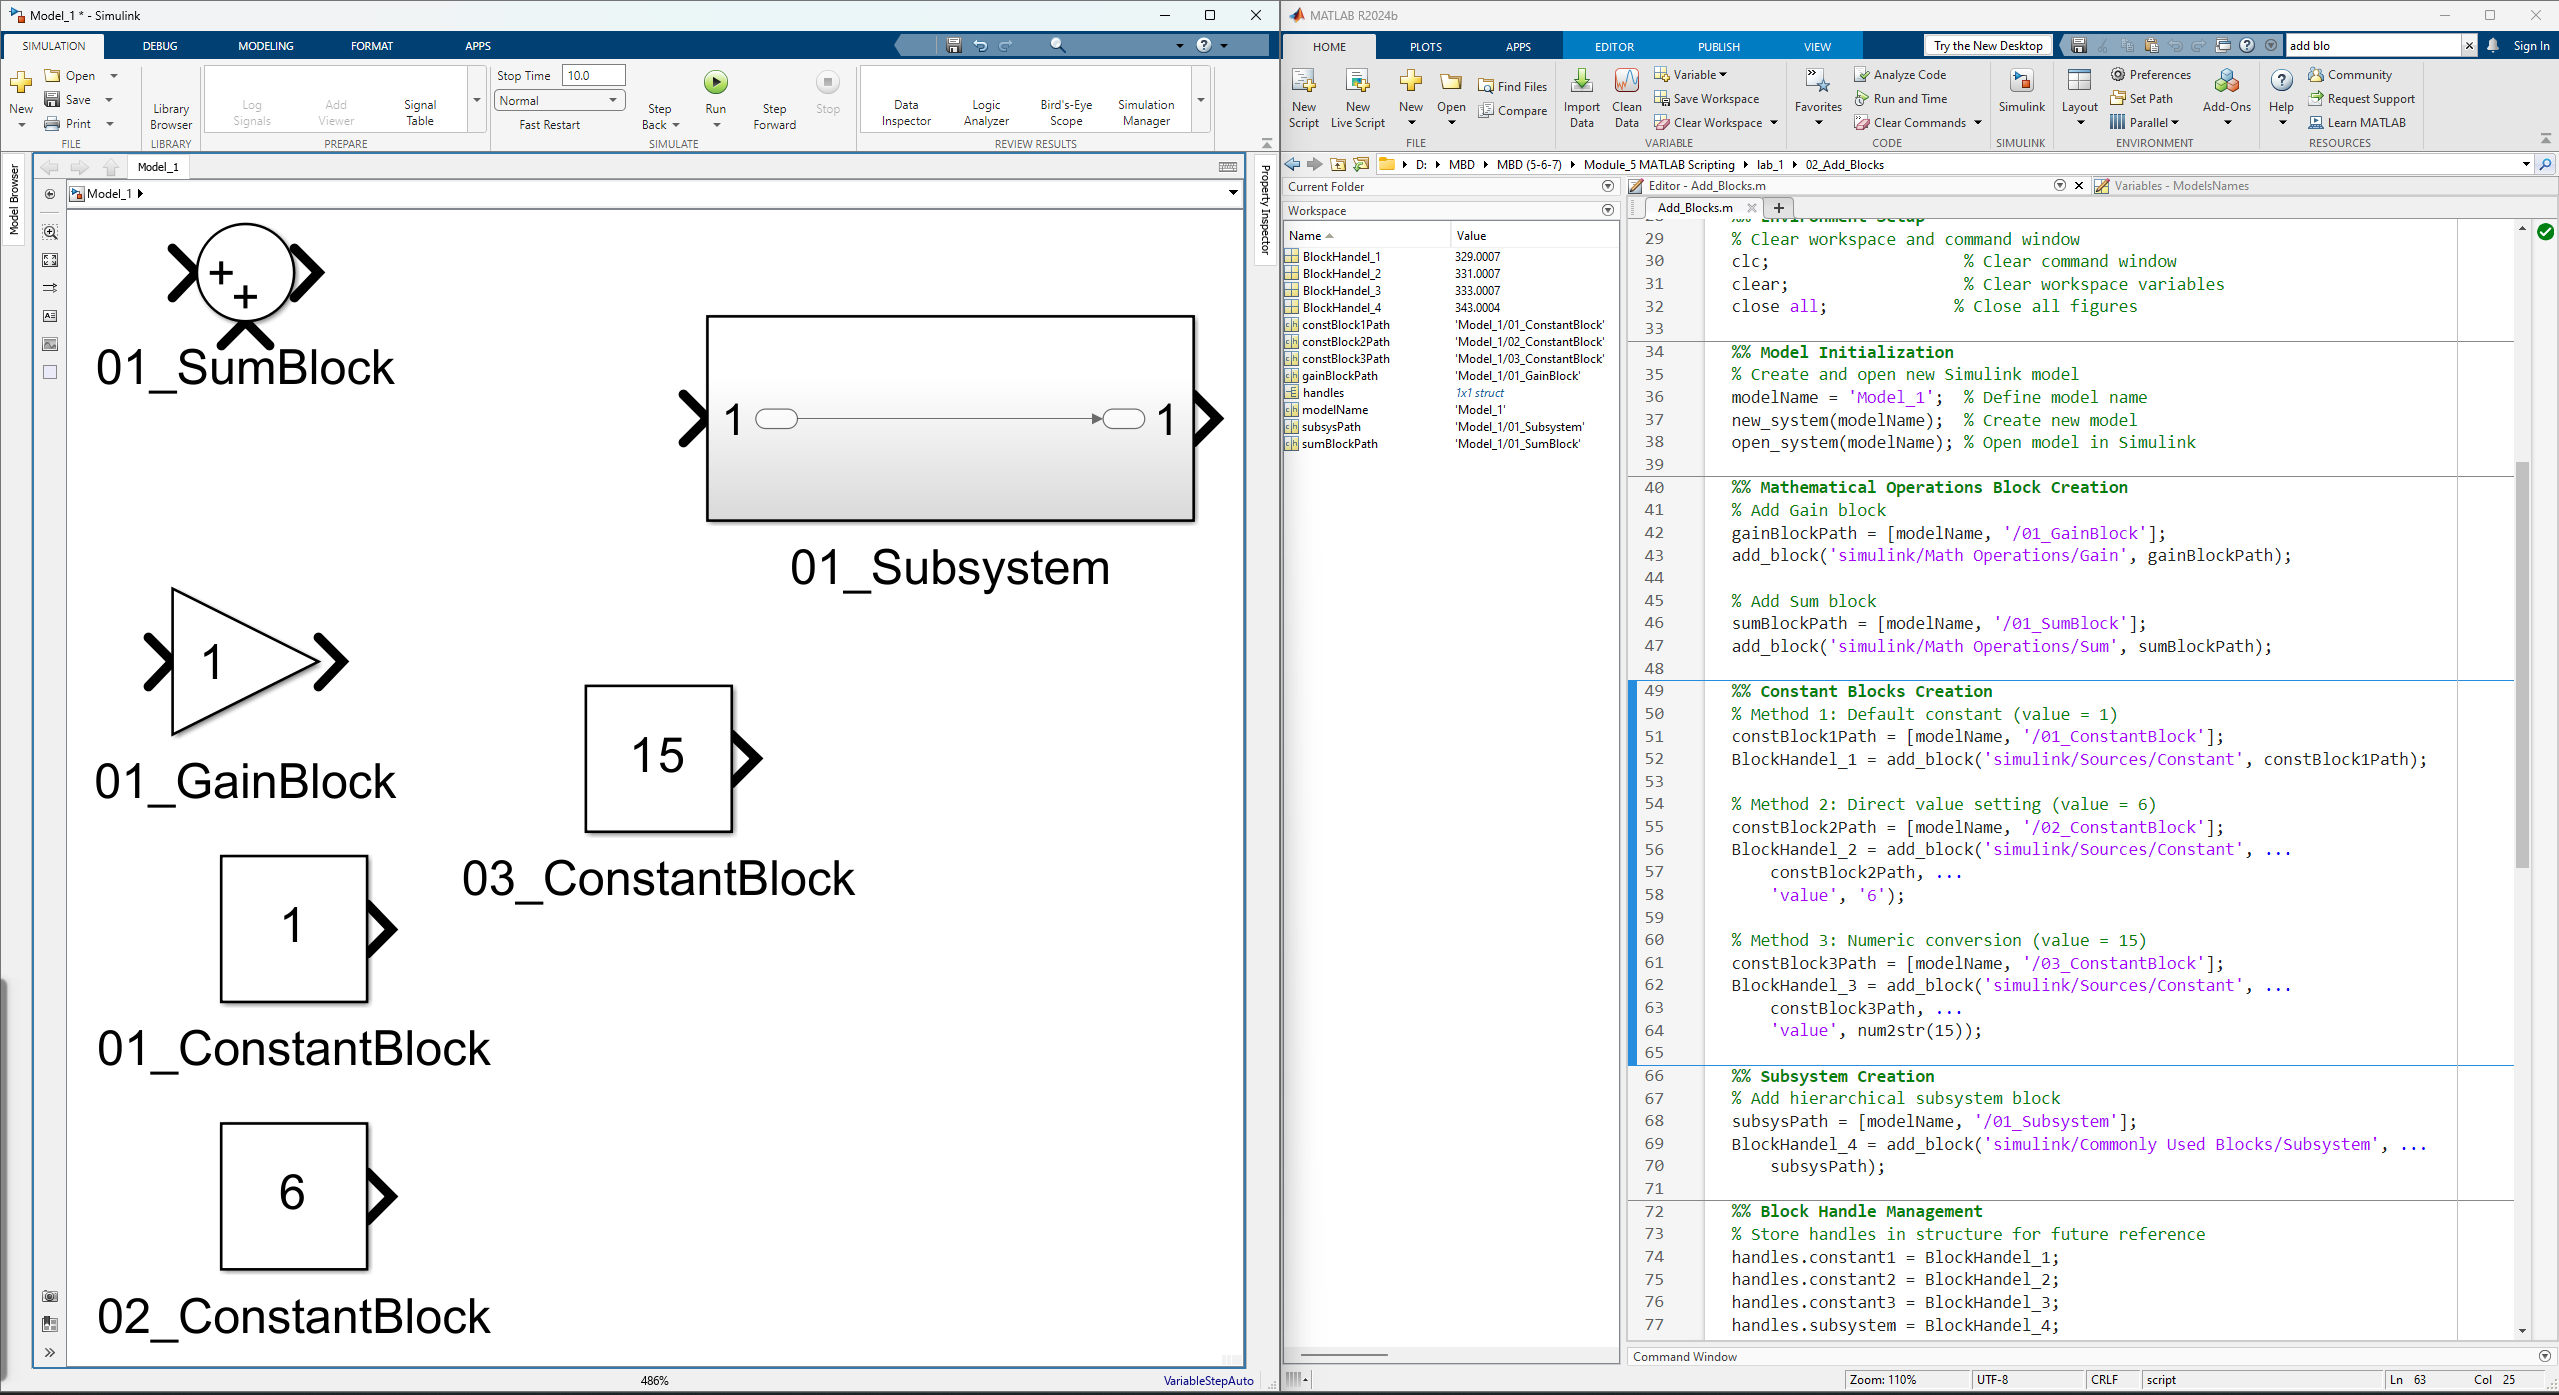 Model_1 * - Simulink
SIMULATION DEBUG MODELING FORMAT APPS
New
Open
Save
Print
FILE
Library Browser
LIBRARY
Log Signals
Add Viewer
Signal Table
PREPARE
Stop Time 10.0
Normal
Fast Restart
Step Back
Run
Step Forward
Stop
SIMULATE
Data Inspector
Logic Analyzer
Bird's-Eye Scope
Simulation Manager
REVIEW RESULTS
Model Browser
Model_1
Model_1
Property Inspector
+
+
01_SumBlock
1 1
01_Subsystem
1
01_GainBlock
15
03_ConstantBlock
1
01_ConstantBlock
6
02_ConstantBlock
486%
VariableStepAuto
MATLAB R2024b
HOME PLOTS APPS EDITOR PUBLISH VIEW
Try the New Desktop
add blo
Sign In
New Script
New Live Script
New
Open
Find Files
Compare
FILE
Import Data
Clean Data
Variable
Save Workspace
Clear Workspace
VARIABLE
Favorites
Analyze Code
Run and Time
Clear Commands
CODE
Simulink
SIMULINK
Layout
Preferences
Set Path
Parallel
Add-Ons
ENVIRONMENT
Help
Community
Request Support
Learn MATLAB
RESOURCES
D: MBD MBD (5-6-7) Module_5 MATLAB Scripting lab_1 02_Add_Blocks
Current Folder
Workspace
Name Value
BlockHandel_1 329.0007
BlockHandel_2 331.0007
BlockHandel_3 333.0007
BlockHandel_4 343.0004
constBlock1Path 'Model_1/01_ConstantBlock'
constBlock2Path 'Model_1/02_ConstantBlock'
constBlock3Path 'Model_1/03_ConstantBlock'
gainBlockPath 'Model_1/01_GainBlock'
handles 1x1 struct
modelName 'Model_1'
subsysPath 'Model_1/01_Subsystem'
sumBlockPath 'Model_1/01_SumBlock'
Editor - Add_Blocks.m
Variables - ModelsNames
Add_Blocks.m
28 %% Environment Setup
29 % Clear workspace and command window
30 clc; % Clear command window
31 clear; % Clear workspace variables
32 close all; % Close all figures
33
34 %% Model Initialization
35 % Create and open new Simulink model
36 modelName = 'Model_1'; % Define model name
37 new_system(modelName); % Create new model
38 open_system(modelName); % Open model in Simulink
39
40 %% Mathematical Operations Block Creation
41 % Add Gain block
42 gainBlockPath = [modelName, '/01_GainBlock'];
43 add_block('simulink/Math Operations/Gain', gainBlockPath);
44
45 % Add Sum block
46 sumBlockPath = [modelName, '/01_SumBlock'];
47 add_block('simulink/Math Operations/Sum', sumBlockPath);
48
49 %% Constant Blocks Creation
50 % Method 1: Default constant (value = 1)
51 constBlock1Path = [modelName, '/01_ConstantBlock'];
52 BlockHandel_1 = add_block('simulink/Sources/Constant', constBlock1Path);
53
54 % Method 2: Direct value setting (value = 6)
55 constBlock2Path = [modelName, '/02_ConstantBlock'];
56 BlockHandel_2 = add_block('simulink/Sources/Constant', ...
57 constBlock2Path, ...
58 'value', '6');
59
60 % Method 3: Numeric conversion (value = 15)
61 constBlock3Path = [modelName, '/03_ConstantBlock'];
62 BlockHandel_3 = add_block('simulink/Sources/Constant', ...
63 constBlock3Path, ...
64 'value', num2str(15));
65
66 %% Subsystem Creation
67 % Add hierarchical subsystem block
68 subsysPath = [modelName, '/01_Subsystem'];
69 BlockHandel_4 = add_block('simulink/Commonly Used Blocks/Subsystem', ...
70 subsysPath);
71
72 %% Block Handle Management
73 % Store handles in structure for future reference
74 handles.constant1 = BlockHandel_1;
75 handles.constant2 = BlockHandel_2;
76 handles.constant3 = BlockHandel_3;
77 handles.subsystem = BlockHandel_4;
Command Window
Zoom: 110% UTF-8 CRLF script Ln 63 Col 25